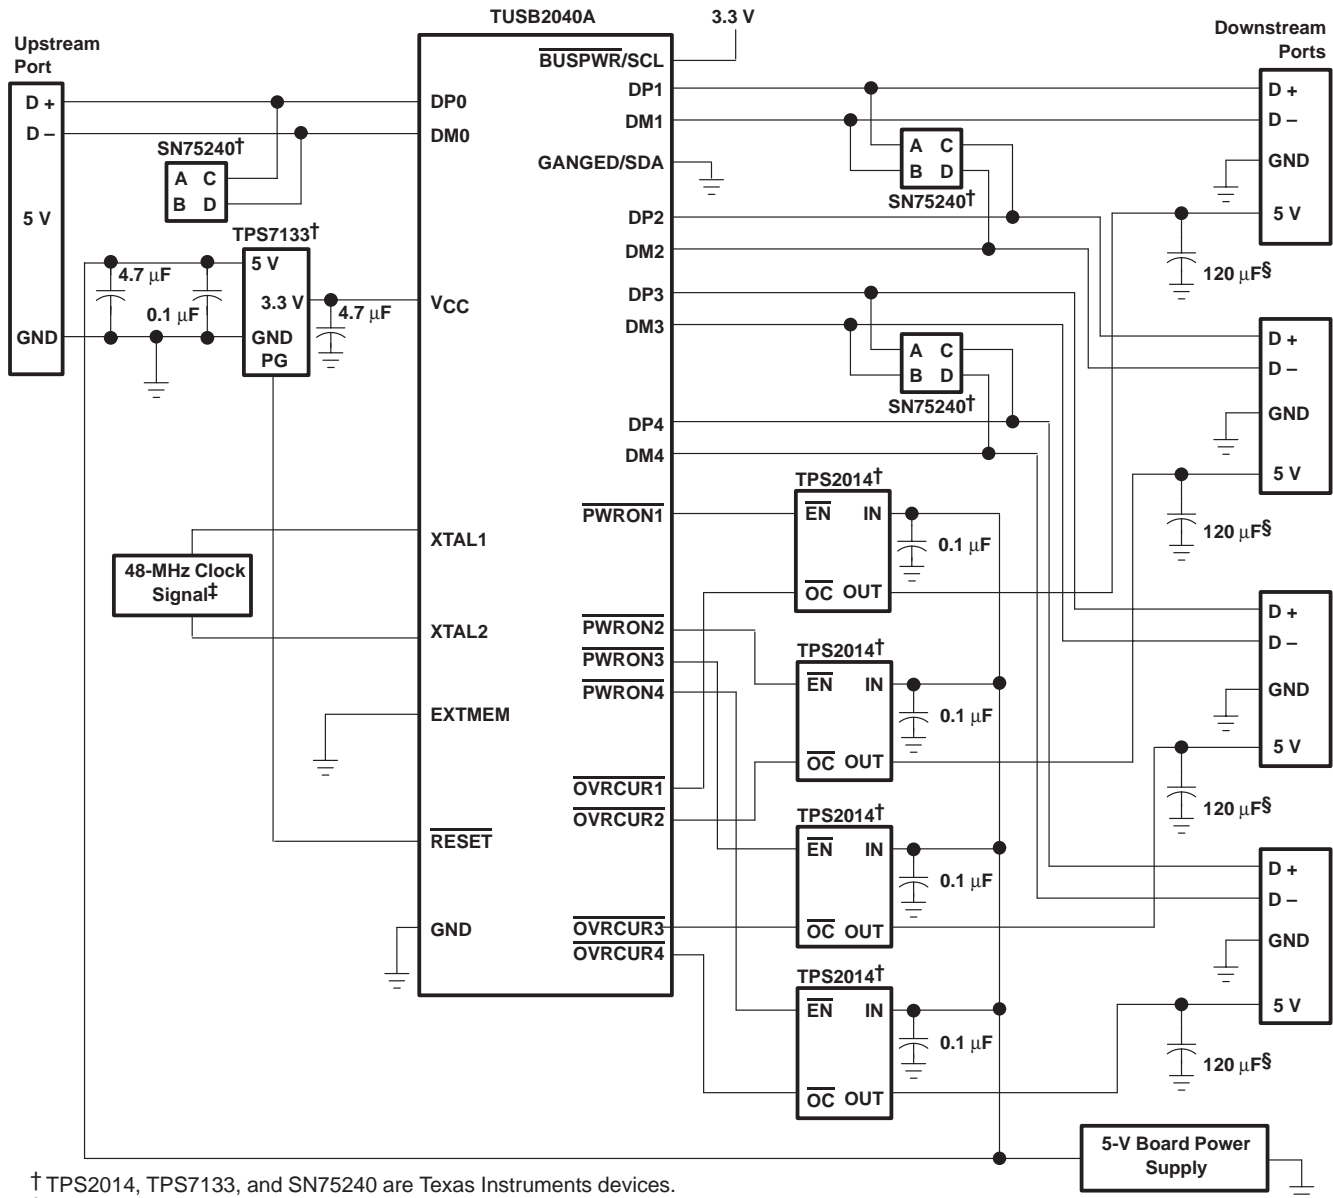 TUSB2040A
3.3 V
Upstream
Port
Downstream
Ports
D +
D –
5 V
GND
SN75240†
A C
B D
TPS7133†
5 V
3.3 V
GND
PG
4.7 µF
0.1 µF
4.7 µF
48-MHz Clock
Signal‡
DP0
DM0
VCC
XTAL1
XTAL2
EXTMEM
RESET
GND
BUSPWR/SCL
DP1
DM1
GANGED/SDA
DP2
DM2
DP3
DM3
DP4
DM4
PWRON1
PWRON2
PWRON3
PWRON4
OVRCUR1
OVRCUR2
OVRCUR3
OVRCUR4
A C
B D
SN75240†
A C
B D
SN75240†
TPS2014†
EN IN
OC OUT
0.1 µF
TPS2014†
EN IN
OC OUT
0.1 µF
TPS2014†
EN IN
OC OUT
0.1 µF
TPS2014†
EN IN
OC OUT
0.1 µF
D +
D –
GND
5 V
120 µF§
D +
D –
GND
5 V
120 µF§
D +
D –
GND
5 V
120 µF§
D +
D –
GND
5 V
120 µF§
5-V Board Power
Supply
† TPS2014, TPS7133, and SN75240 are Texas Instruments devices.